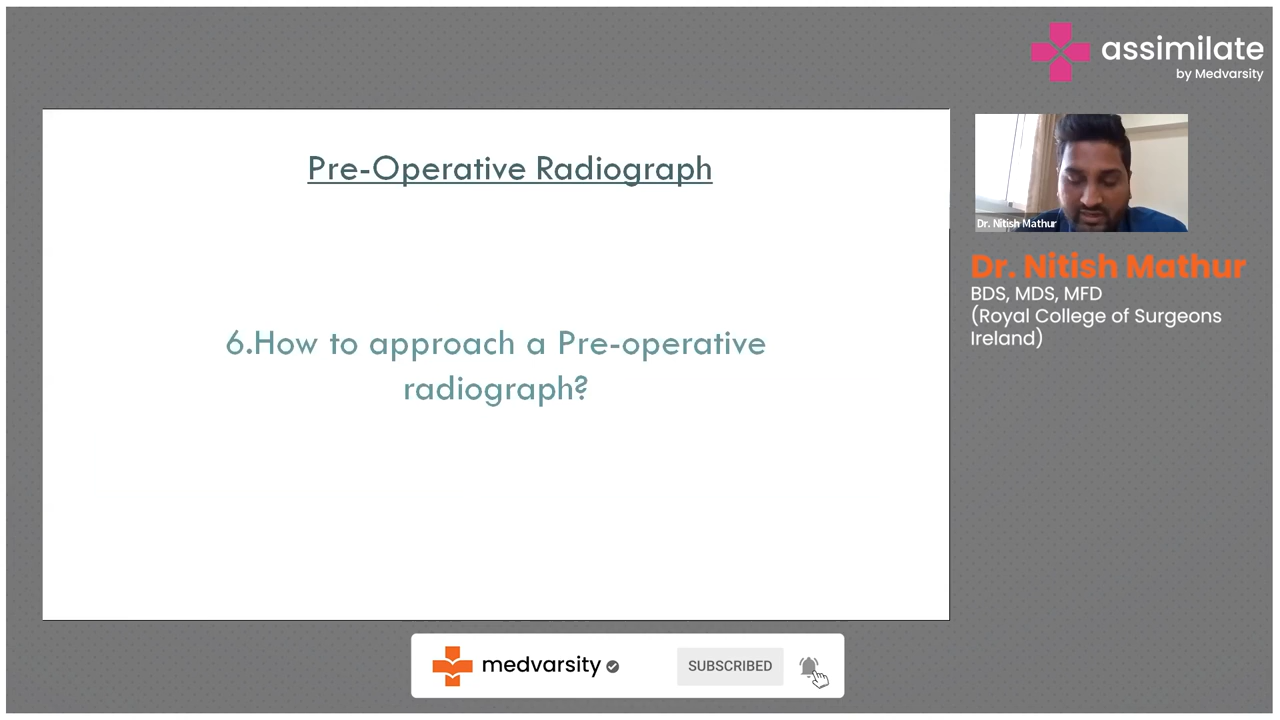 assimilate
by Medvarsity
Pre-Operative Radiograph
6.How to approach a Pre-operative
radiograph?
Dr. Nitish Mathur
Dr. Nitish Mathur
BDS, MDS, MFD
(Royal College of Surgeons
Ireland)
medvarsity
SUBSCRIBED